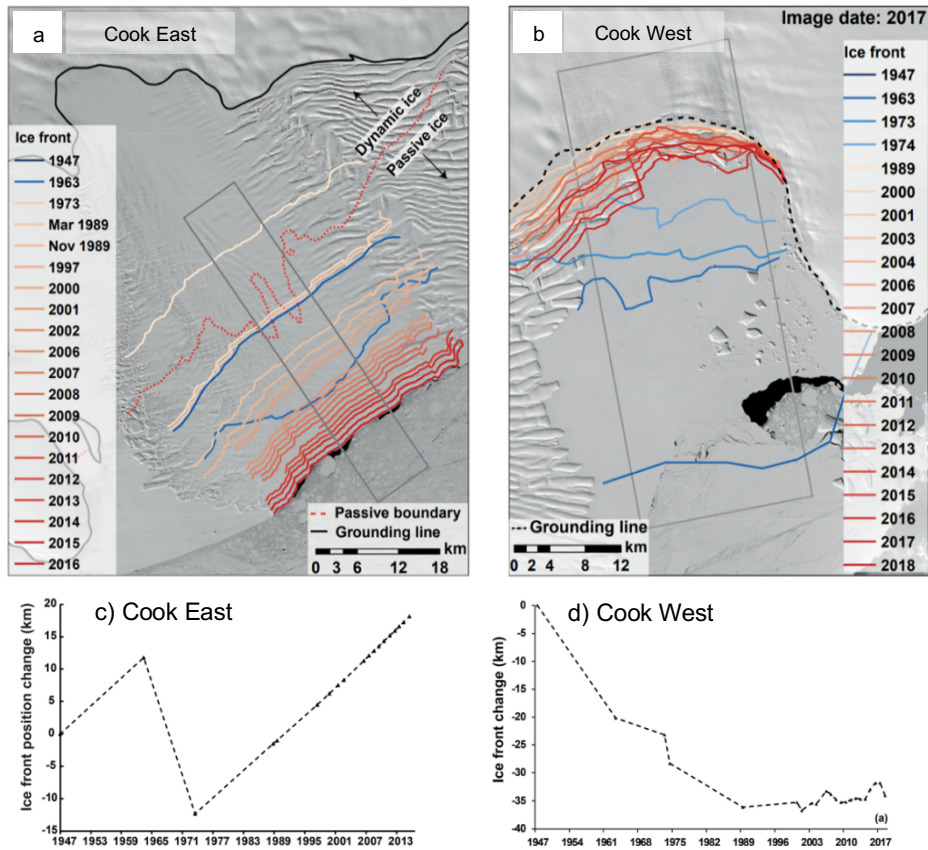 a
Cook East
Ice front
1947
1963
1973
Mar 1989
Nov 1989
1997
2000
2001
2002
2006
2007
2008
2009
2010
2011
2012
2013
2014
2015
2016
Dynamic ice
Passive ice
Passive boundary
Grounding line
km
0 3 6 12 18
b
Cook West
Image date: 2017
Ice front
1947
1963
1973
1974
1989
2000
2001
2003
2004
2006
2007
2008
2009
2010
2011
2012
2013
2014
2015
2016
2017
2018
Grounding line
km
0 2 4 8 12
c) Cook East
Ice front position change (km)
20
15
10
5
0
-5
-10
-15
1947 1953 1959 1965 1971 1977 1983 1989 1995 2001 2007 2013
d) Cook West
Ice front change (km)
0
-5
-10
-15
-20
-25
-30
-35
-40
(a)
1947 1954 1961 1968 1975 1982 1989 1996 2003 2010 2017